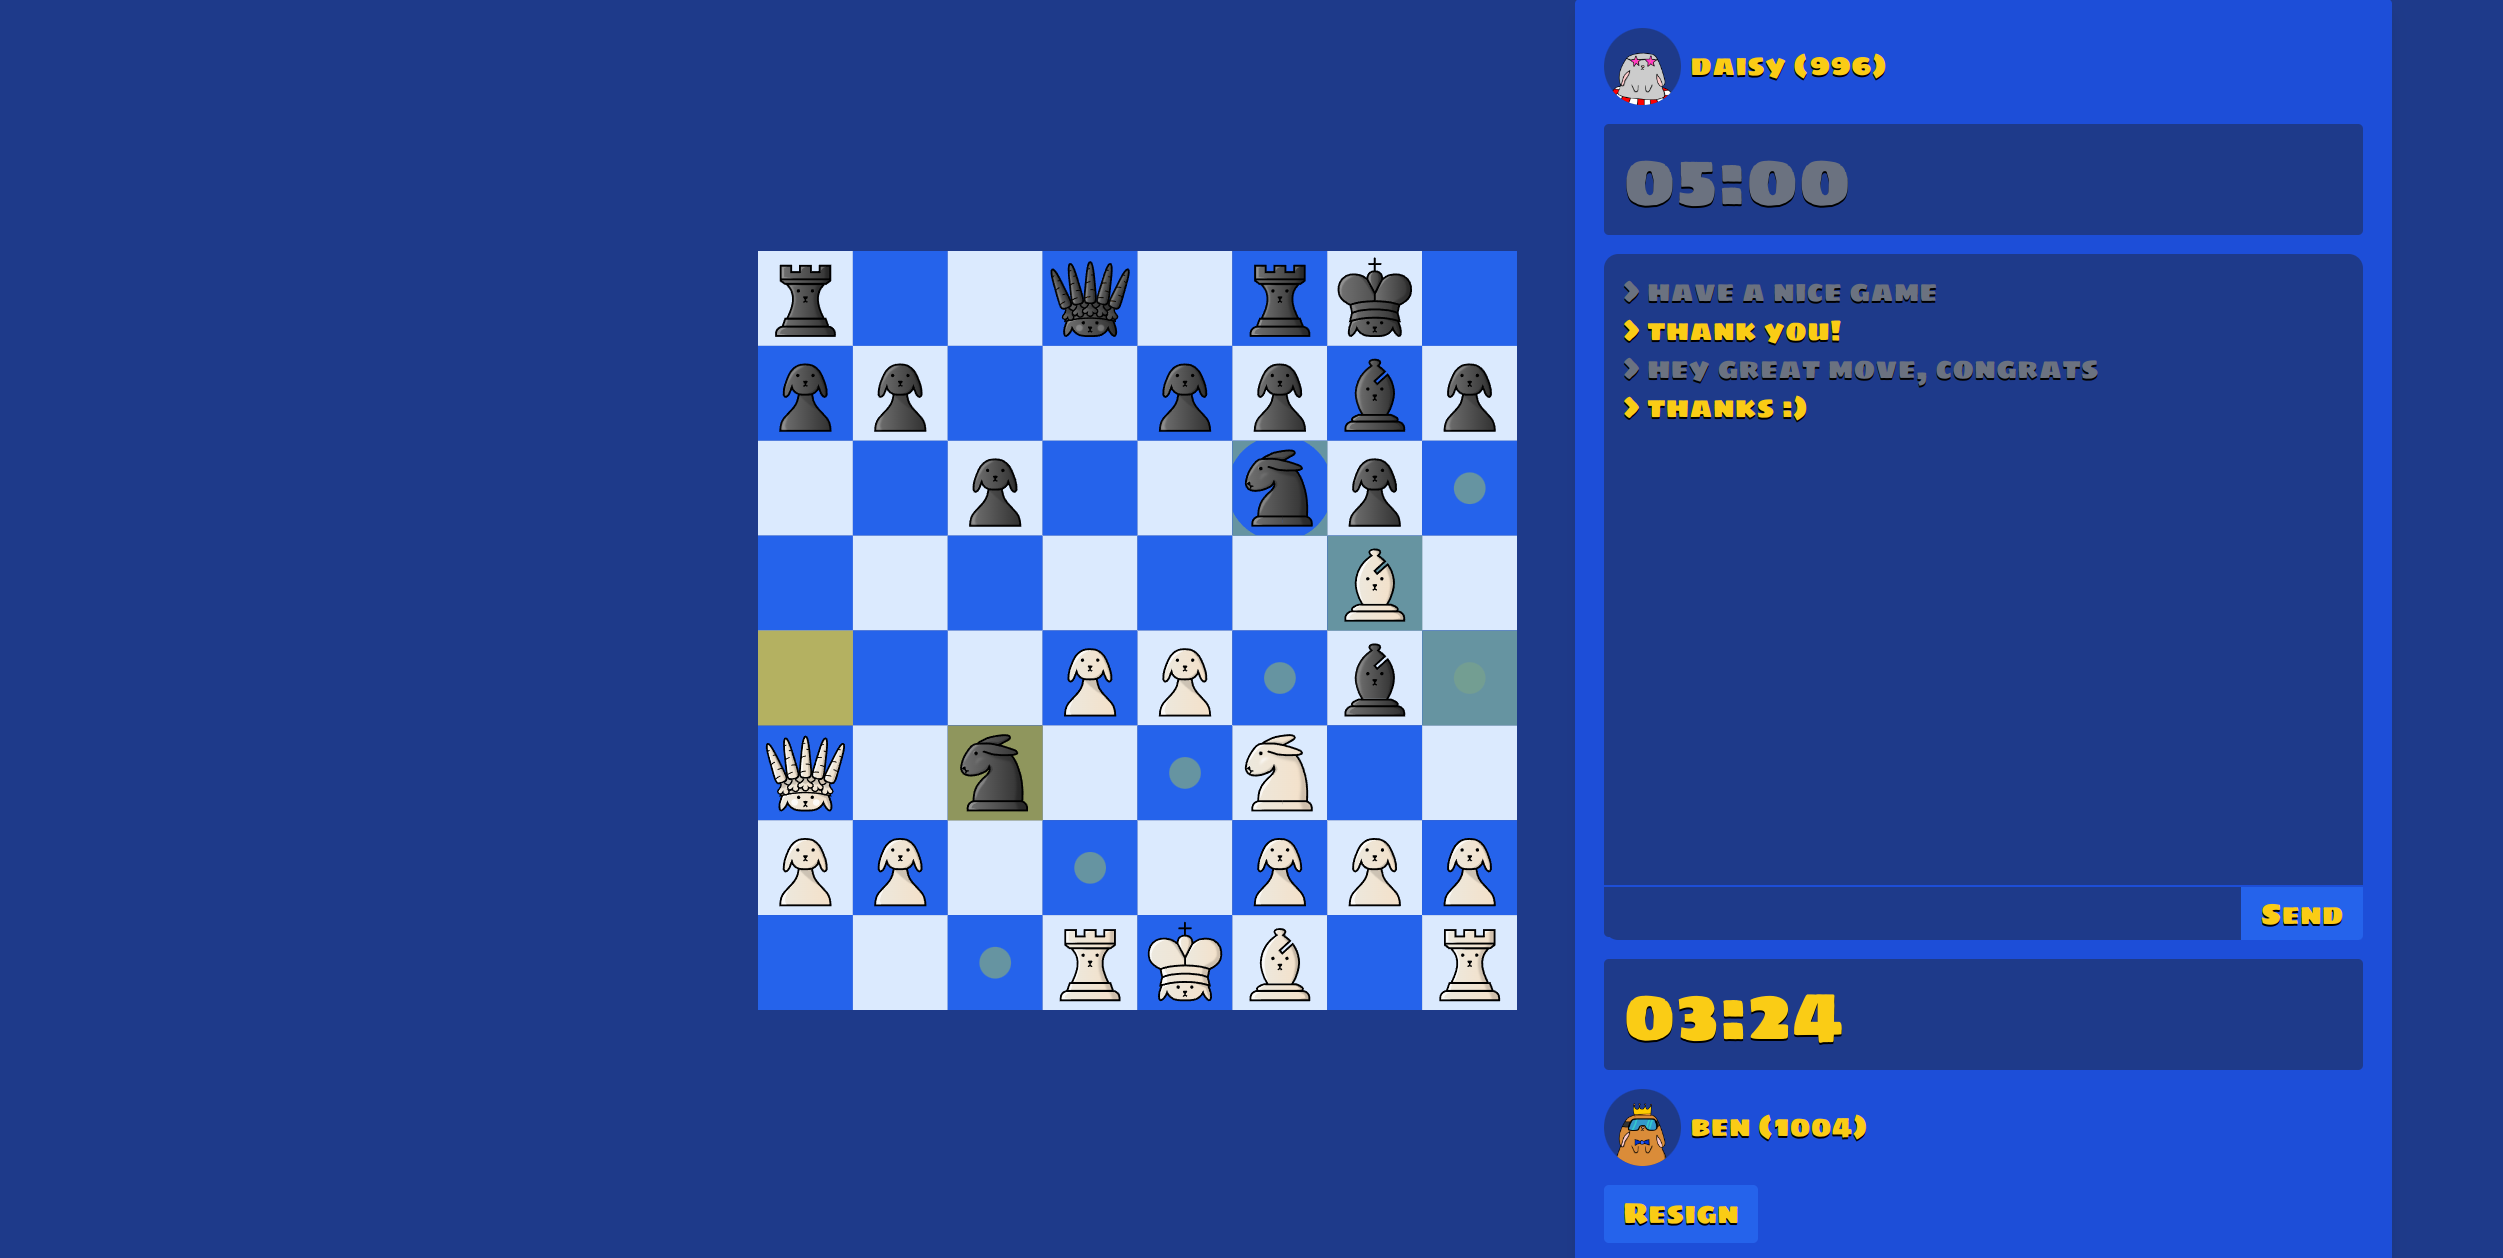 DAISY (996)
05:00
> HAVE A NICE GAME
> THANK YOU!
> HEY GREAT MOVE, CONGRATS
> THANKS :)
SEND
03:24
BEN (1004)
RESIGN